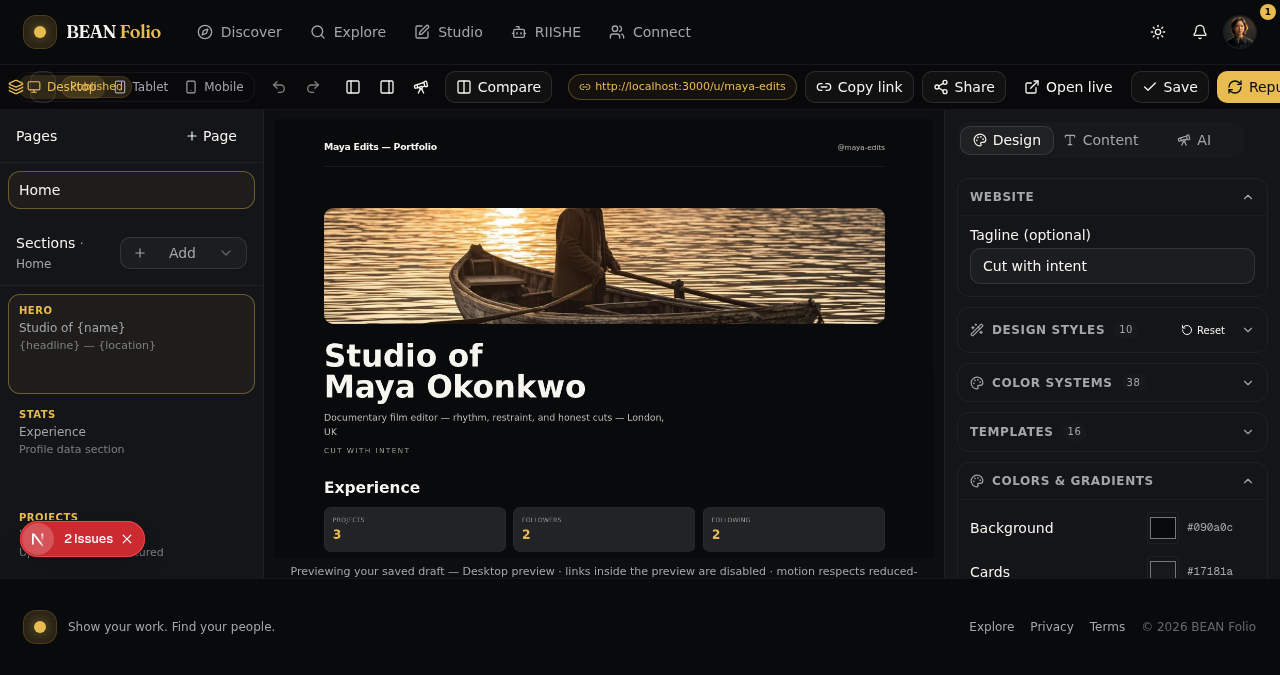 BEAN Folio
Discover
Explore
Studio
RIISHE
Connect
1
Desktop
Published
Tablet
Mobile
Compare
http://localhost:3000/u/maya-edits
Copy link
Share
Open live
Save
Repu
Pages
+ Page
Home
Sections ·
Home
+ Add
HERO
Studio of {name}
{headline} — {location}
STATS
Experience
Profile data section
PROJECTS
2 Issues
Maya Edits — Portfolio
@maya-edits
Studio of
Maya Okonkwo
Documentary film editor — rhythm, restraint, and honest cuts — London,
UK
CUT WITH INTENT
Experience
PROJECTS
3
FOLLOWERS
2
FOLLOWING
2
Previewing your saved draft — Desktop preview · links inside the preview are disabled · motion respects reduced-
Design
Content
AI
WEBSITE
Tagline (optional)
Cut with intent
DESIGN STYLES 10
Reset
COLOR SYSTEMS 38
TEMPLATES 16
COLORS & GRADIENTS
Background
#090a0c
Cards
#17181a
Show your work. Find your people.
Explore
Privacy
Terms
© 2026 BEAN Folio